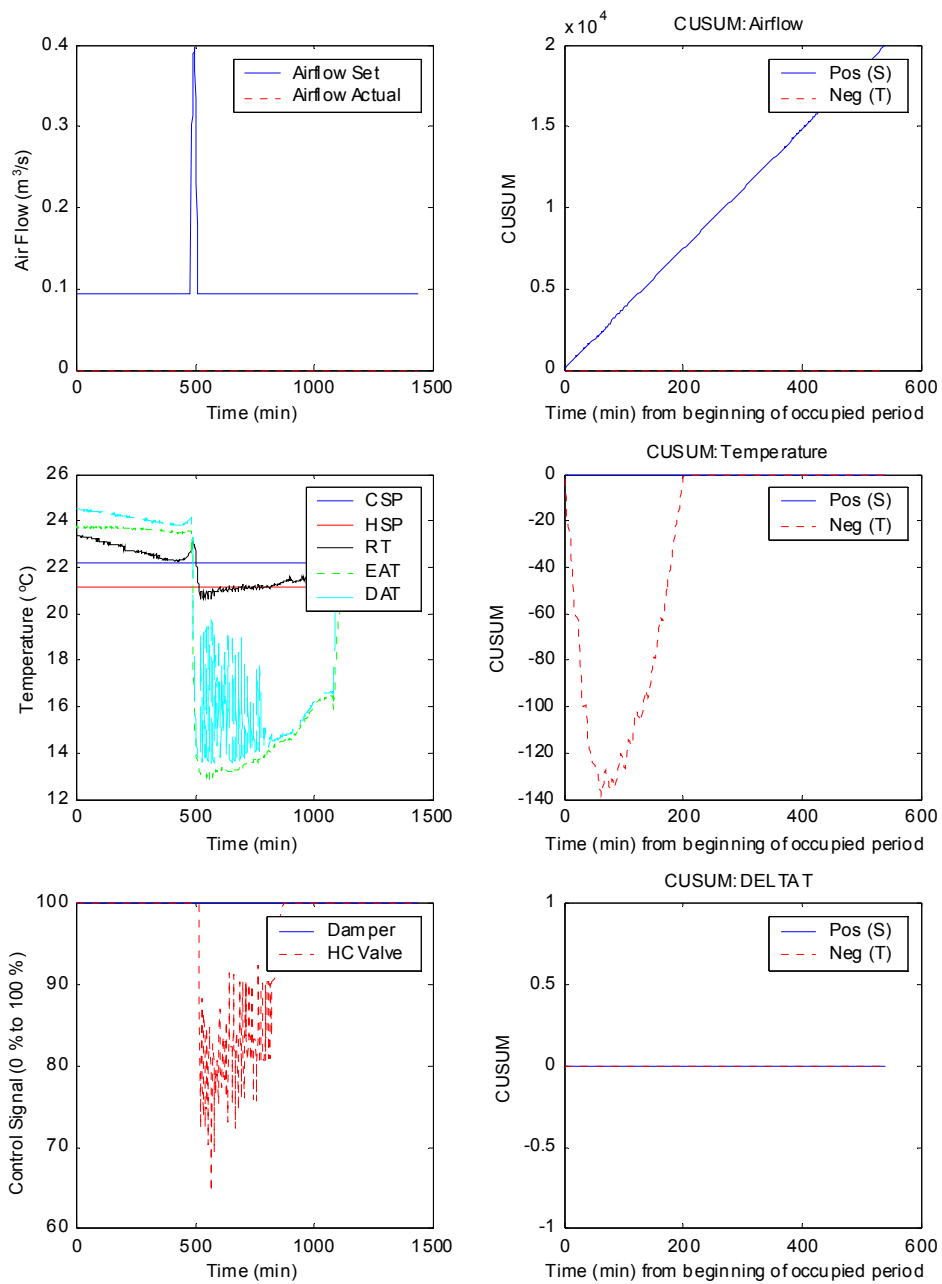 x 10^4
CUSUM: Airflow
0.4
0.3
0.2
0.1
0
Air Flow (m^3/s)
Airflow Set
Airflow Actual
0
500
1000
1500
Time (min)
2
1.5
1
0.5
0
CUSUM
Pos (S)
Neg (T)
0
200
400
600
Time (min) from beginning of occupied period
26
24
22
20
18
16
14
12
Temperature ( ºC)
CSP
HSP
RT
EAT
DAT
0
500
1000
1500
Time (min)
CUSUM: Temperature
0
-20
-40
-60
-80
-100
-120
-140
CUSUM
Pos (S)
Neg (T)
0
200
400
600
Time (min) from beginning of occupied period
100
90
80
70
60
Control Signal (0 % to 100 %)
Damper
HC Valve
0
500
1000
1500
Time (min)
CUSUM: DELTA T
1
0.5
0
-0.5
-1
CUSUM
Pos (S)
Neg (T)
0
200
400
600
Time (min) from beginning of occupied period